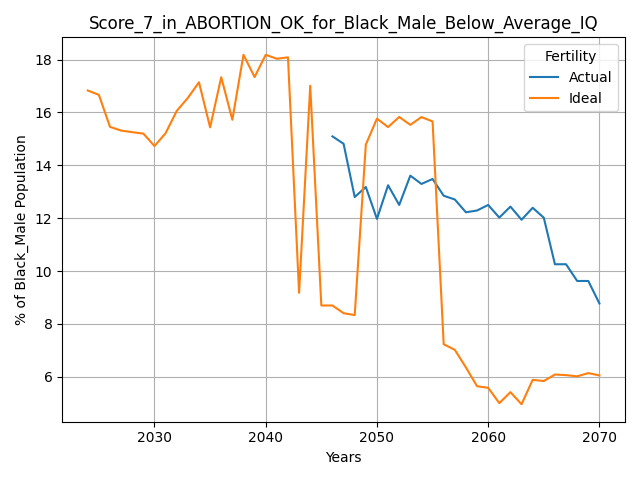 Score_7_in_ABORTION_OK_for_Black_Male_Below_Average_IQ
Fertility
Actual
Ideal
% of Black_Male Population
18
16
14
12
10
8
6
2030
2040
2050
2060
2070
Years